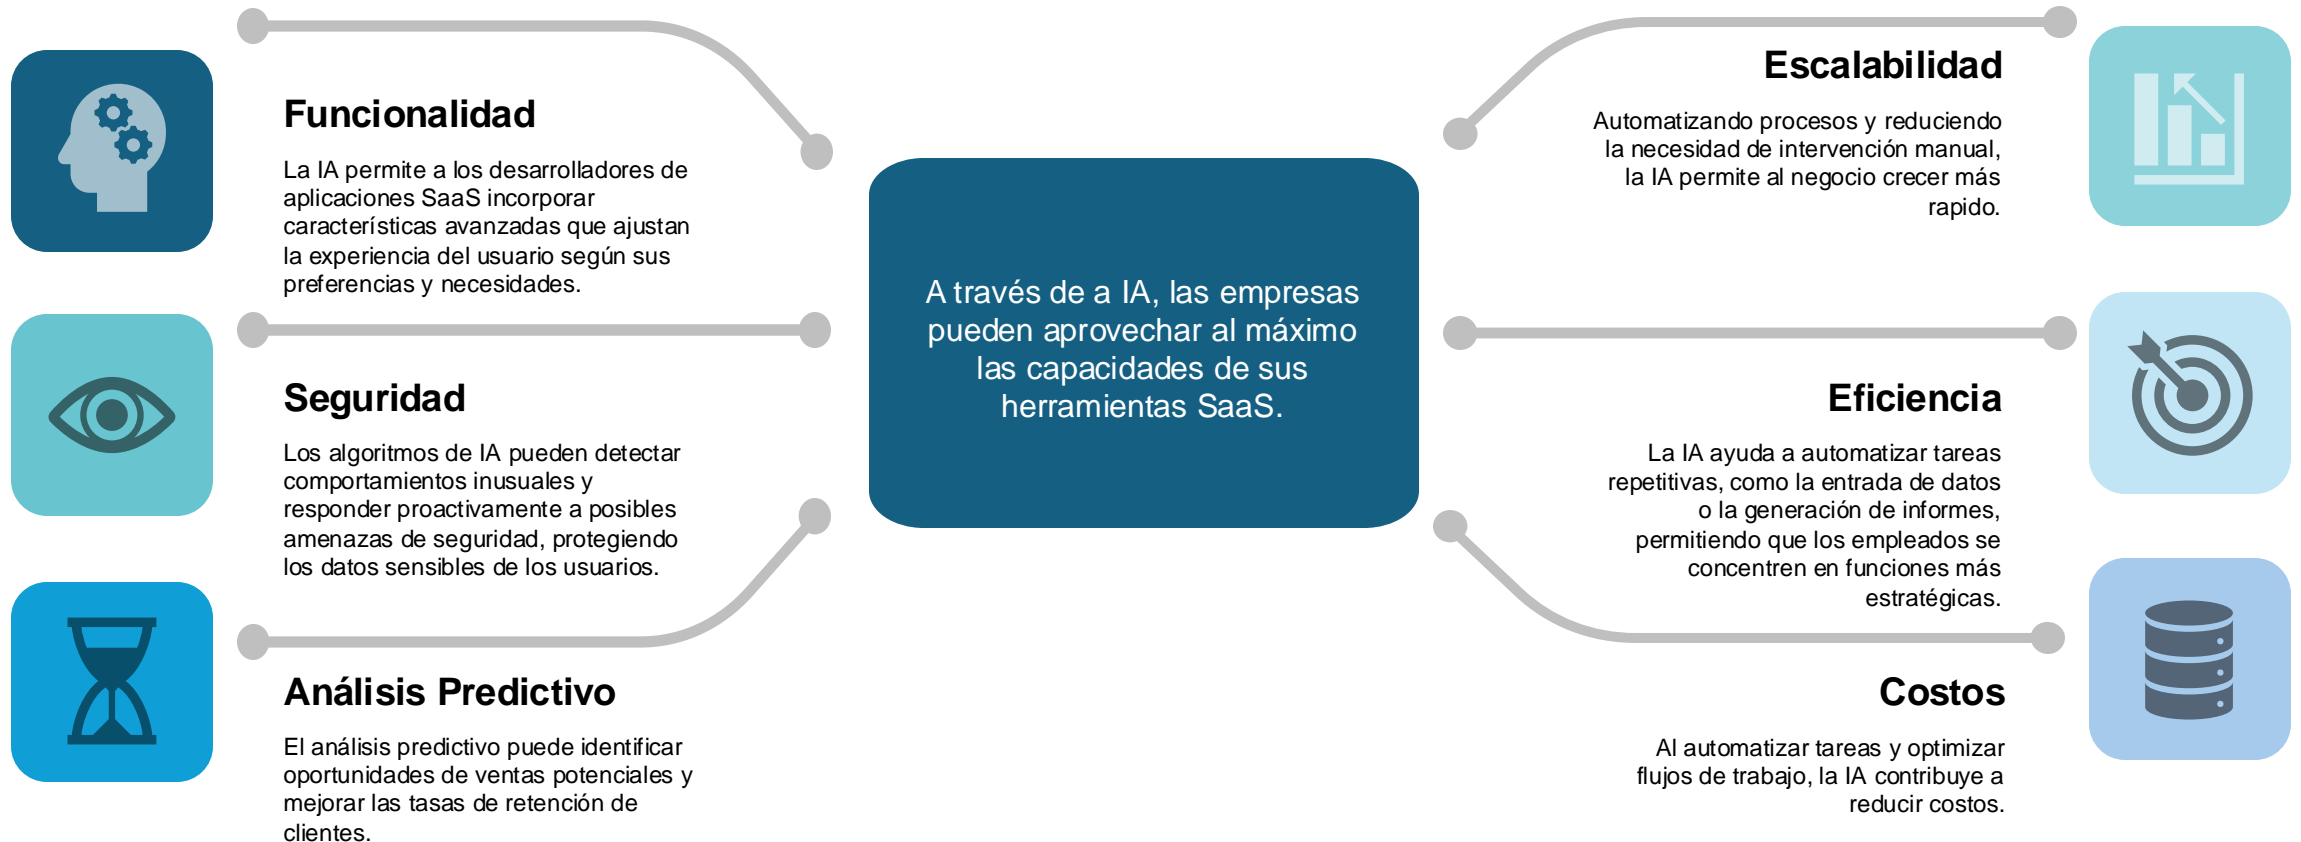 Funcionalidad
La IA permite a los desarrolladores de
aplicaciones SaaS incorporar
características avanzadas que ajustan
la experiencia del usuario según sus
preferencias y necesidades.
Seguridad
Los algoritmos de IA pueden detectar
comportamientos inusuales y
responder proactivamente a posibles
amenazas de seguridad, protegiendo
los datos sensibles de los usuarios.
Análisis Predictivo
El análisis predictivo puede identificar
oportunidades de ventas potenciales y
mejorar las tasas de retención de
clientes.
A través de a IA, las empresas
pueden aprovechar al máximo
las capacidades de sus
herramientas SaaS.
Escalabilidad
Automatizando procesos y reduciendo
la necesidad de intervención manual,
la IA permite al negocio crecer más
rapido.
Eficiencia
La IA ayuda a automatizar tareas
repetitivas, como la entrada de datos
o la generación de informes,
permitiendo que los empleados se
concentren en funciones más
estratégicas.
Costos
Al automatizar tareas y optimizar
flujos de trabajo, la IA contribuye a
reducir costos.